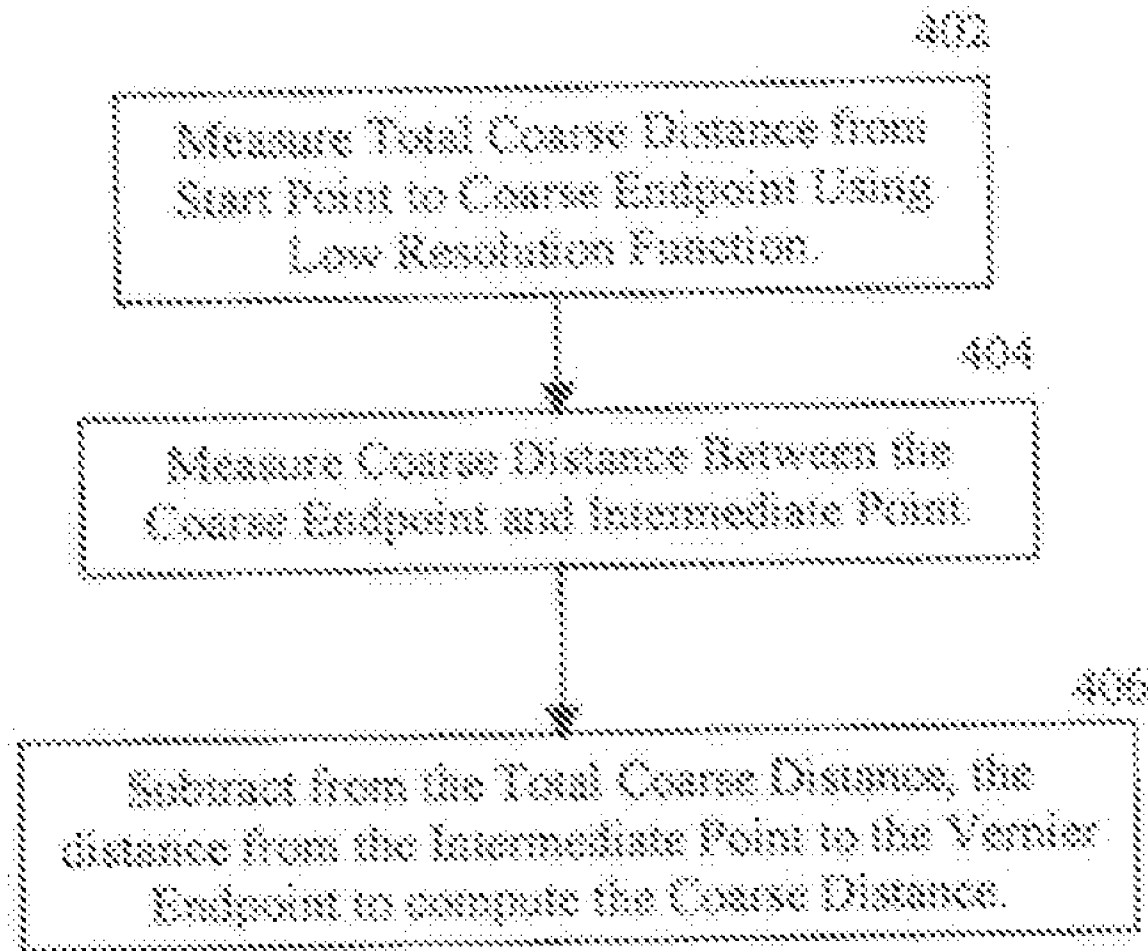 402
Measure Total Coarse Distance from
Start Point to Coarse Endpoint Using
Low Resolution Function.
404
Measure Coarse Distance Between the
Coarse Endpoint and Intermediate Point
406
Subtract from the Total Coarse Distance, the
distance from the Intermediate Point to the Vernier
Endpoint to compute the Coarse Distance.